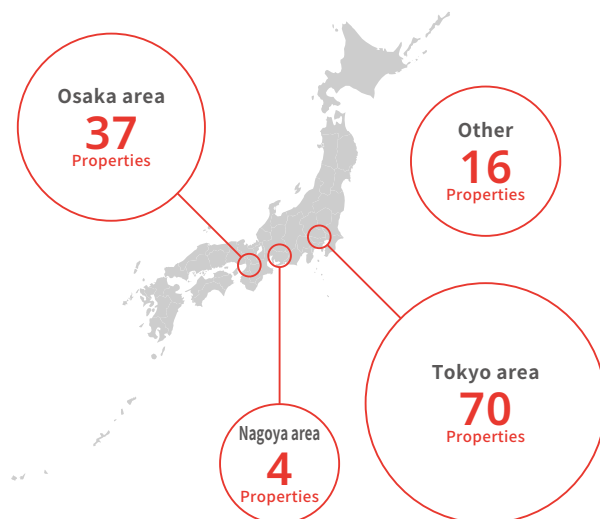 Osaka area
37
Properties
Other
16
Properties
Tokyo area
70
Properties
Nagoya area
4
Properties